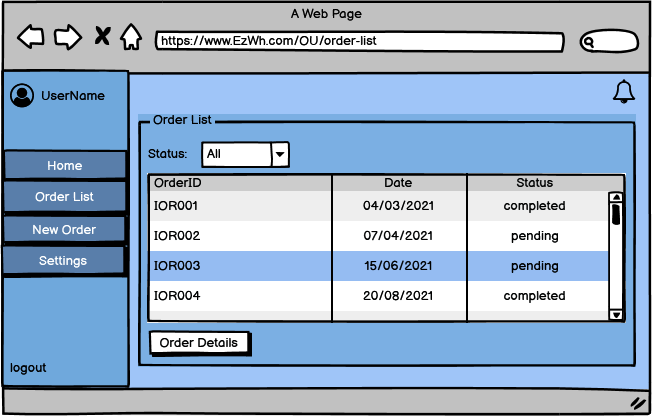 A Web Page
https://www.EzWh.com/OU/order-list
UserName
Home
Order List
New Order
Settings
logout
Order List
Status: All
OrderID Date Status
IOR001 04/03/2021 completed
IOR002 07/04/2021 pending
IOR003 15/06/2021 pending
IOR004 20/08/2021 completed
Order Details